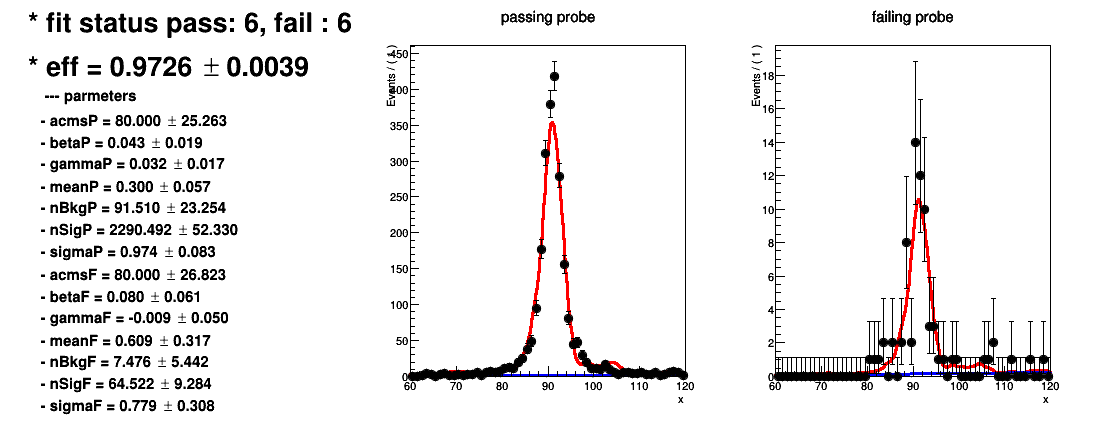 * fit status pass: 6, fail : 6
* eff = 0.9726 ± 0.0039
--- parmeters
- acmsP = 80.000 ± 25.263
- betaP = 0.043 ± 0.019
- gammaP = 0.032 ± 0.017
- meanP = 0.300 ± 0.057
- nBkgP = 91.510 ± 23.254
- nSigP = 2290.492 ± 52.330
- sigmaP = 0.974 ± 0.083
- acmsF = 80.000 ± 26.823
- betaF = 0.080 ± 0.061
- gammaF = -0.009 ± 0.050
- meanF = 0.609 ± 0.317
- nBkgF = 7.476 ± 5.442
- nSigF = 64.522 ± 9.284
- sigmaF = 0.779 ± 0.308
passing probe
Events / ( 1 )
450
400
350
300
250
200
150
100
50
0
60 70 80 90 100 110 120
x
failing probe
Events / ( 1 )
18
16
14
12
10
8
6
4
2
0
60 70 80 90 100 110 120
x